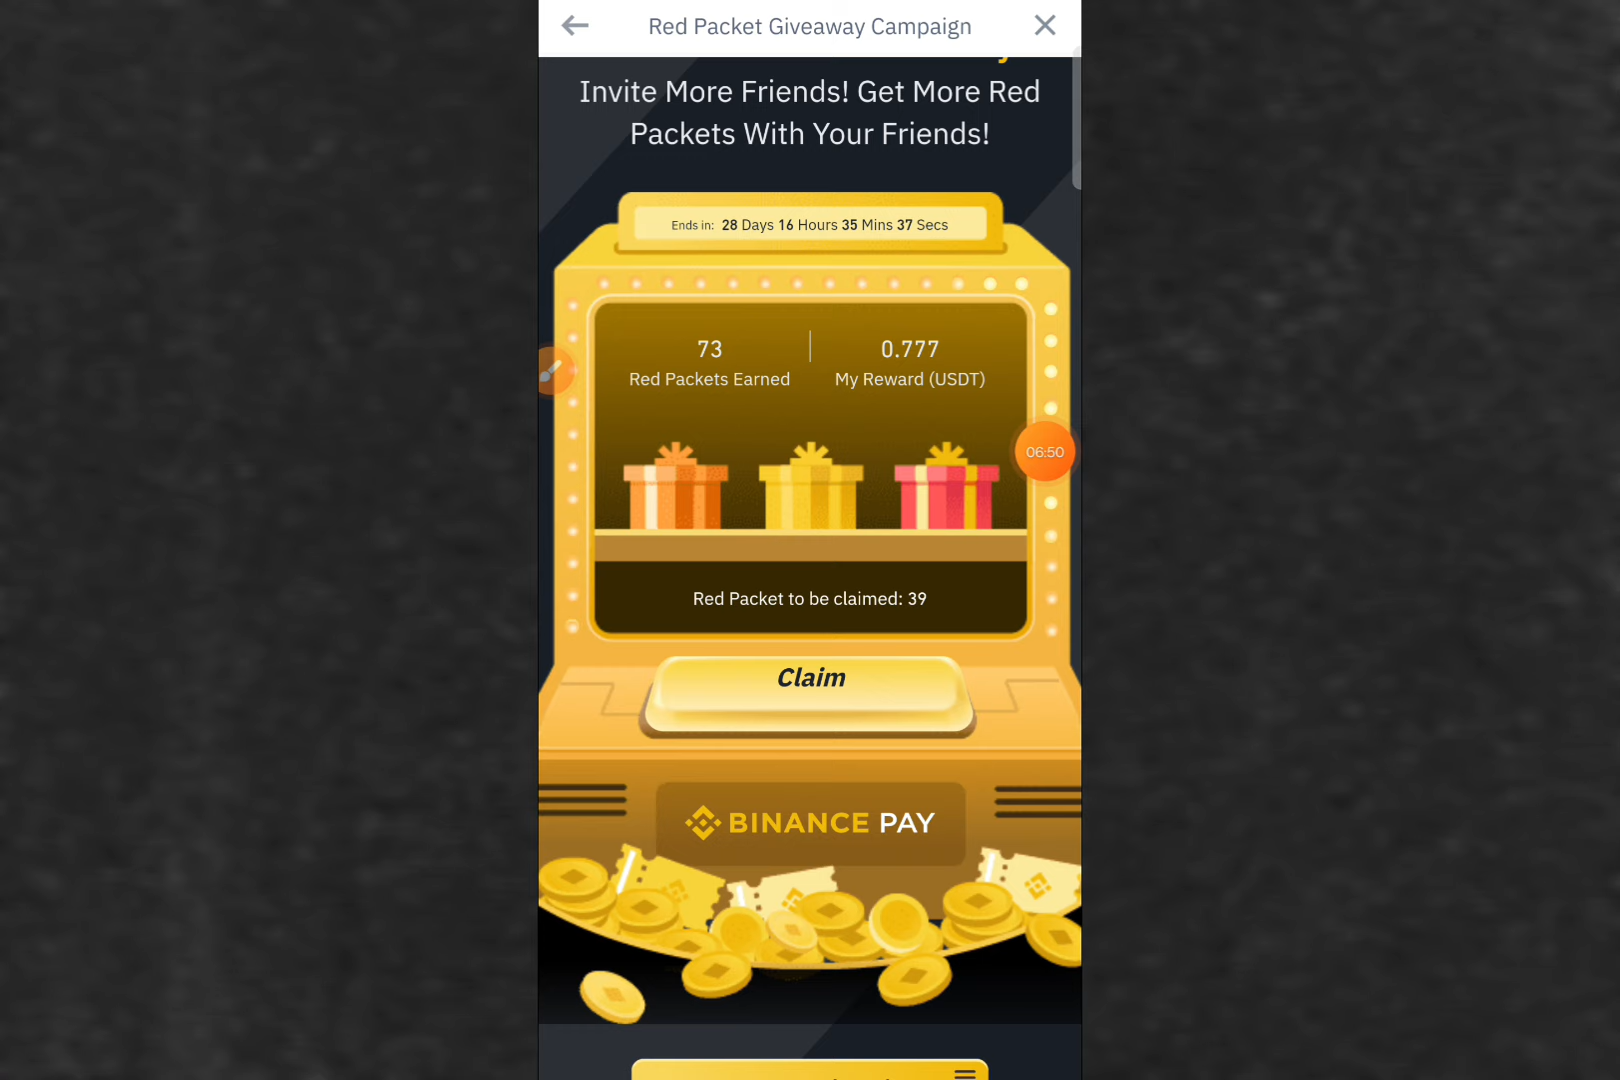 Red Packet Giveaway Campaign
Invite More Friends! Get More Red
Packets With Your Friends!
Ends in: 28 Days 16 Hours 35 Mins 37 Secs
73
Red Packets Earned
0.777
My Reward (USDT)
06:50
Red Packet to be claimed: 39
Claim
BINANCE PAY